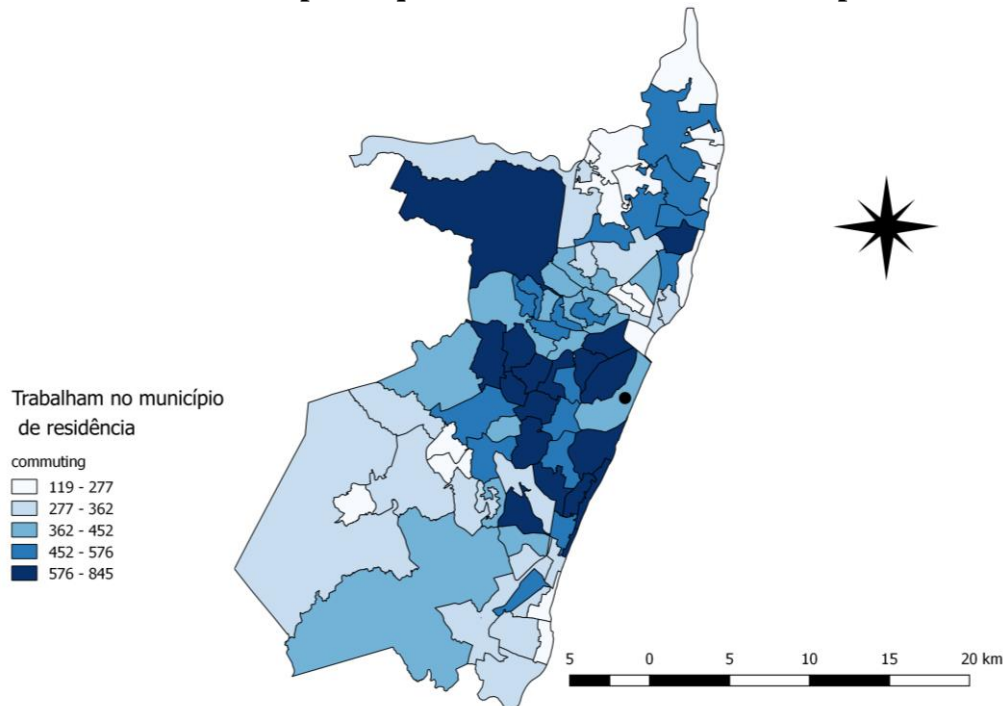 Trabalham no município
de residência
commuting
119 - 277
277 - 362
362 - 452
452 - 576
576 - 845
5 0 5 10 15 20 km